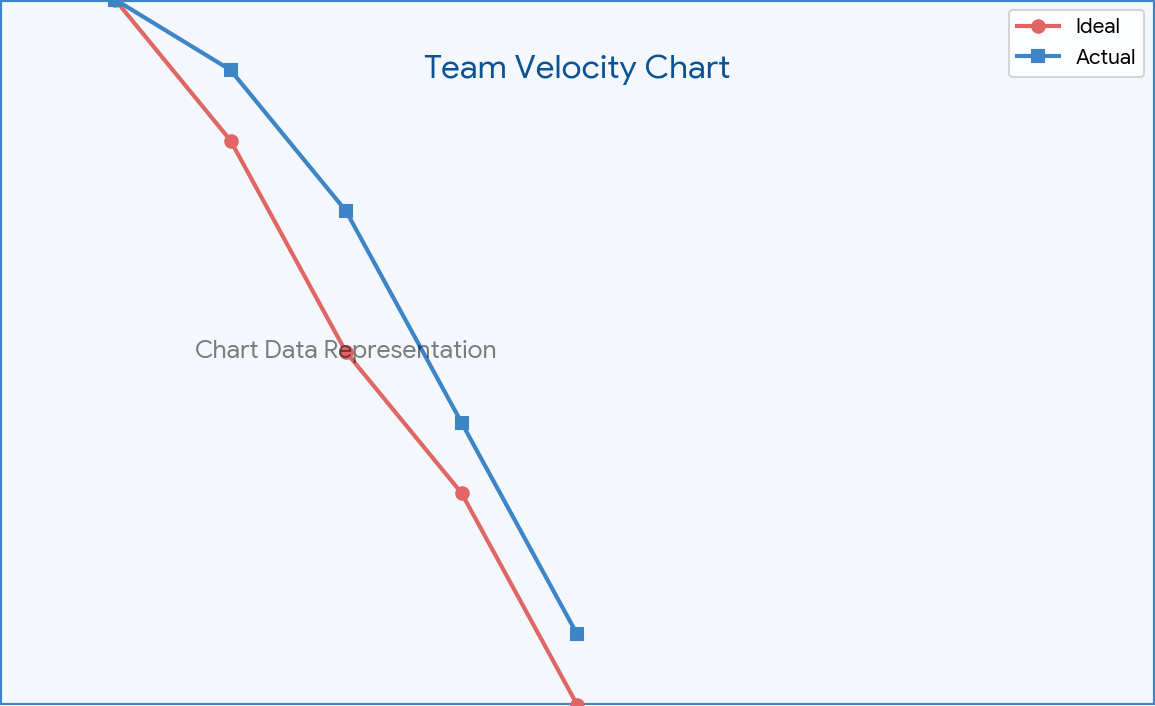 Team Velocity Chart
Ideal
Actual
Chart Data Representation